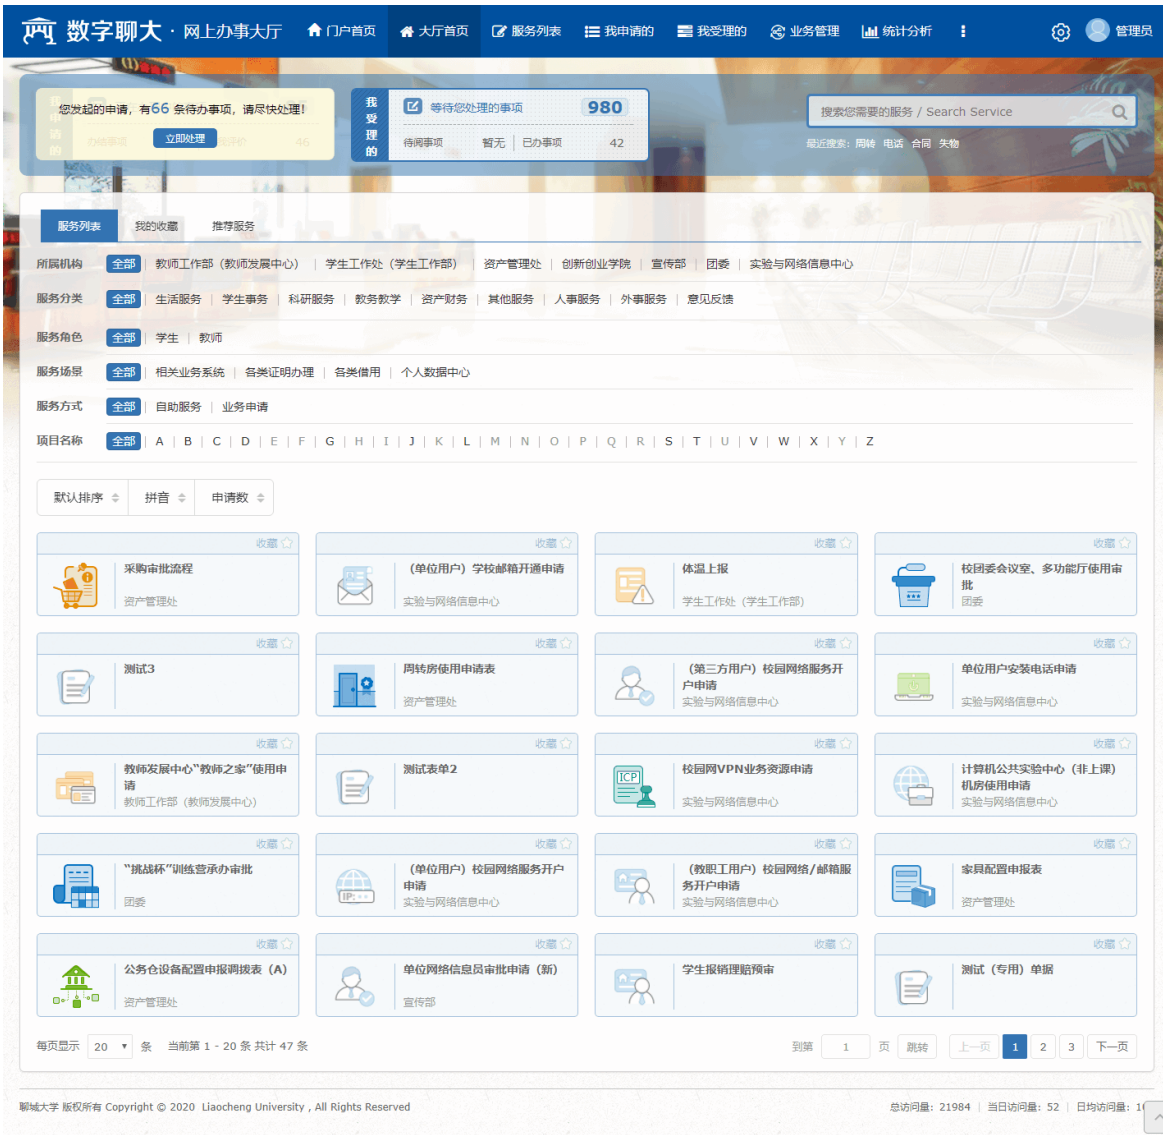 数字聊大 · 网上办事大厅 门户首页 大厅首页 服务列表 我申请的 我受理的 业务管理 统计分析 管理员
您发起的申请，有66 条待办事项，请尽快处理！
立即处理
46
我受理的
等待您处理的事项 980
待阅事项 暂无 已办事项 42
搜索您需要的服务 / Search Service
最近搜索: 周转 电话 合同 失物
服务列表 我的收藏 推荐服务
所属机构 全部 教师工作部（教师发展中心） 学生工作处（学生工作部） 资产管理处 创新创业学院 宣传部 团委 实验与网络信息中心
服务分类 全部 生活服务 学生事务 科研服务 教务教学 资产财务 其他服务 人事服务 外事服务 意见反馈
服务角色 全部 学生 教师
服务场景 全部 相关业务系统 各类证明办理 各类借用 个人数据中心
服务方式 全部 自助服务 业务申请
项目名称 全部 A B C D E F G H I J K L M N O P Q R S T U V W X Y Z
默认排序 拼音 申请数
收藏 收藏 收藏 收藏
采购审批流程
资产管理处
（单位用户）学校邮箱开通申请
实验与网络信息中心
体温上报
学生工作处（学生工作部）
校团委会议室、多功能厅使用审
批
团委
收藏 收藏 收藏 收藏
测试3
周转房使用申请表
资产管理处
（第三方用户）校园网络服务开
户申请
实验与网络信息中心
单位用户安装电话申请
实验与网络信息中心
收藏 收藏 收藏 收藏
教师发展中心“教师之家”使用申
请
教师工作部（教师发展中心）
测试表单2
ICP
校园网VPN业务资源申请
实验与网络信息中心
计算机公共实验中心（非上课）
机房使用申请
实验与网络信息中心
收藏 收藏 收藏 收藏
“挑战杯”训练营承办审批
团委
IP:
（单位用户）校园网络服务开户
申请
实验与网络信息中心
（教职工用户）校园网络/邮箱服
务开户申请
实验与网络信息中心
家具配置申报表
资产管理处
收藏 收藏 收藏 收藏
公务仓设备配置申报调拨表（A）
资产管理处
单位网络信息员审批申请（新）
宣传部
学生报销理赔预审
测试（专用）单据
每页显示 20 条 当前第 1 - 20 条 共计 47 条 到第 1 页 跳转 上一页 1 2 3 下一页
聊城大学 版权所有 Copyright © 2020 Liaocheng University , All Rights Reserved 总访问量: 21984 当日访问量: 52 日均访问量: